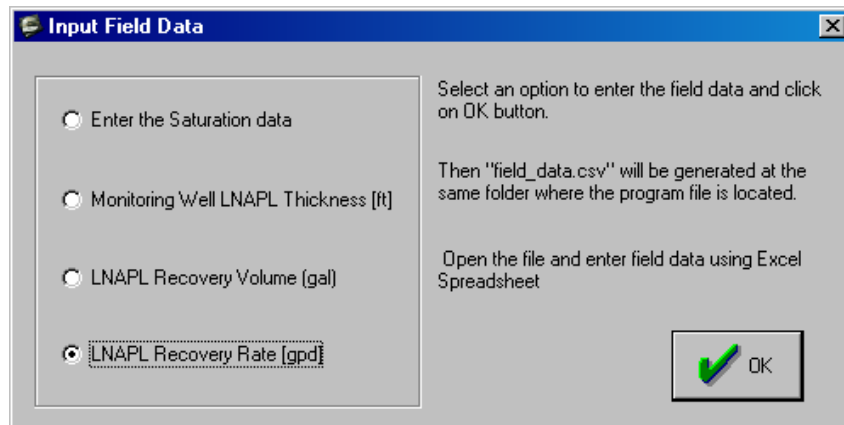 Input Field Data
Enter the Saturation data
Monitoring Well LNAPL Thickness [ft]
LNAPL Recovery Volume (gal)
LNAPL Recovery Rate [gpd]
Select an option to enter the field data and click
on OK button.
Then "field_data.csv" will be generated at the
same folder where the program file is located.
Open the file and enter field data using Excel
Spreadsheet
OK